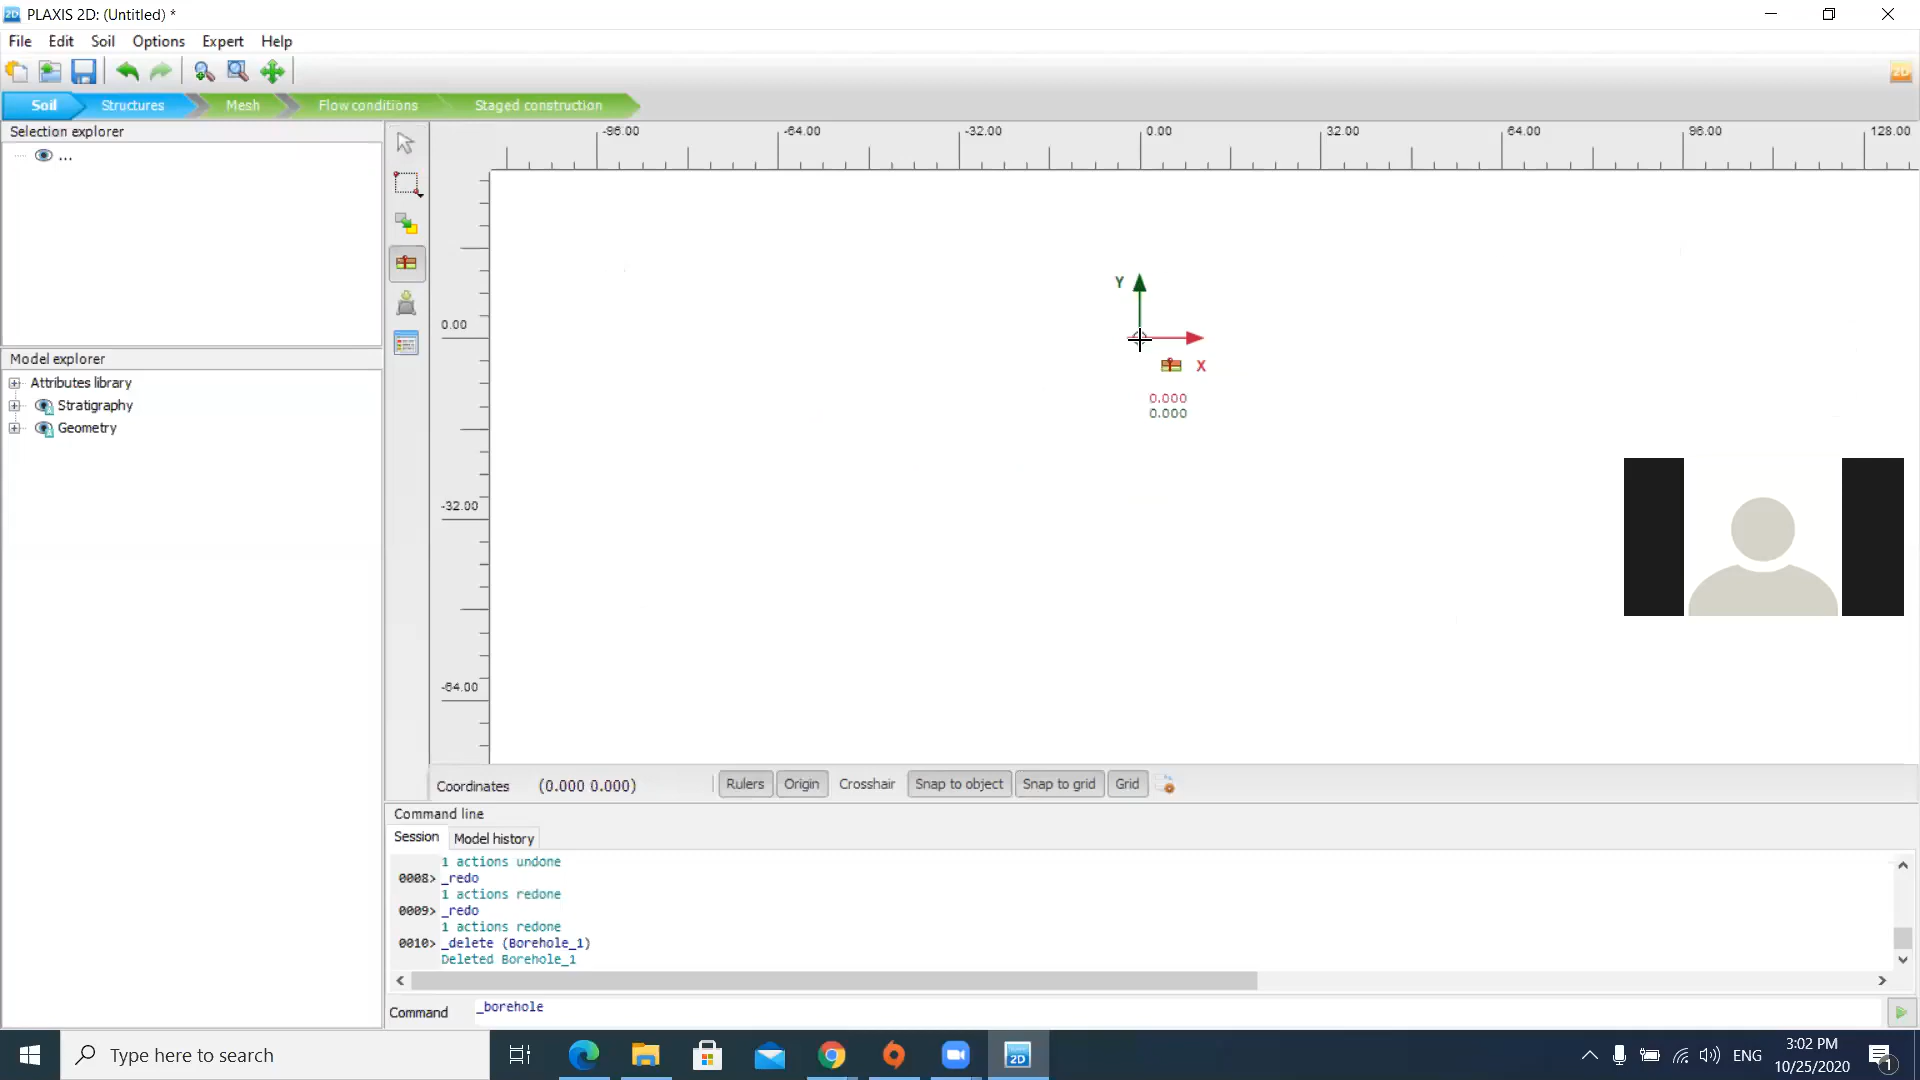 PLAXIS 2D: (Untitled) *
File Edit Soil Options Expert Help
2D
Soil Structures Mesh Flow conditions Staged construction
Selection explorer
...
-96.00 -64.00 -32.00 0.00 32.00 64.00 96.00 128.00
Y
0.00
X
0.000
0.000
Model explorer
Attributes library
Stratigraphy
Geometry
-32.00
-64.00
Coordinates (0.000 0.000) Rulers Origin Crosshair Snap to object Snap to grid Grid
Command line
Session Model history
1 actions undone
0008> _redo
1 actions redone
0009> _redo
1 actions redone
0010> _delete (Borehole_1)
Deleted Borehole_1
Command _borehole
Type here to search
2D
ENG
3:02 PM
10/25/2020
1